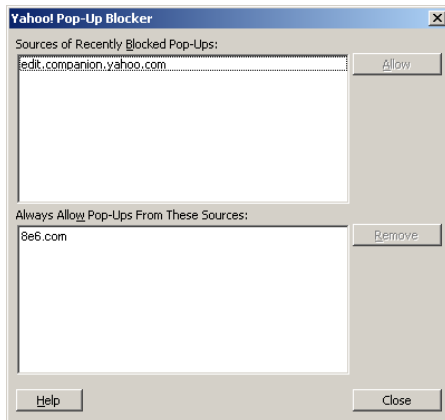 Yahoo! Pop-Up Blocker
Sources of Recently Blocked Pop-Ups:
edit.companion.yahoo.com
Allow
Always Allow Pop-Ups From These Sources:
8e6.com
Remove
Help
Close